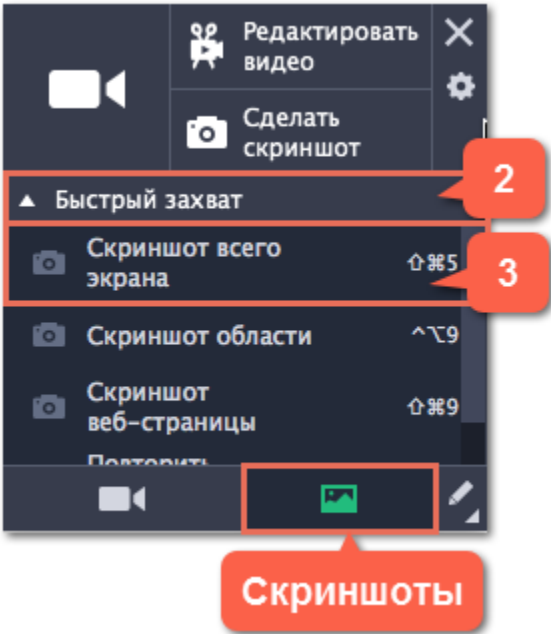 Редактировать
видео
Сделать
скриншот
2
▲ Быстрый захват
Скриншот всего
экрана
⇧⌘5
3
Скриншот области
^⌥9
Скриншот
веб-страницы
⇧⌘9
Повторить
Скриншоты